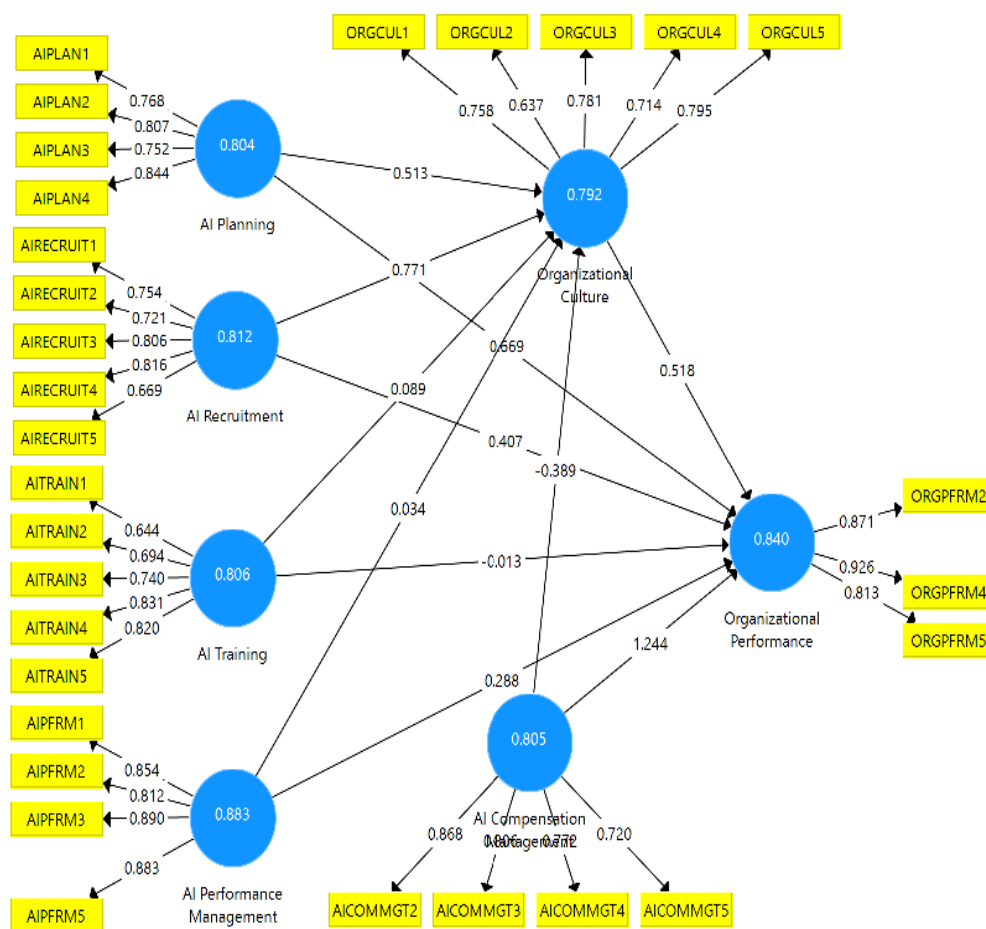 ORGCUL1
ORGCUL2
ORGCUL3
ORGCUL4
ORGCUL5
0.758
0.637
0.781
0.714
0.795
AIPLAN1
AIPLAN2
AIPLAN3
AIPLAN4
0.768
0.807
0.752
0.844
0.804
AI Planning
0.513
0.792
Organizational
Culture
AIRECRUIT1
AIRECRUIT2
AIRECRUIT3
AIRECRUIT4
AIRECRUIT5
0.754
0.721
0.806
0.816
0.669
0.812
AI Recruitment
0.771
0.669
0.518
0.089
0.407
-0.389
0.034
AITRAIN1
AITRAIN2
AITRAIN3
AITRAIN4
AITRAIN5
0.644
0.694
0.740
0.831
0.820
0.806
AI Training
-0.013
0.840
Organizational
Performance
0.871
0.926
0.813
ORGPFRM2
ORGPFRM4
ORGPFRM5
1.244
0.288
AIPFRM1
AIPFRM2
AIPFRM3
AIPFRM5
0.854
0.812
0.890
0.883
0.883
AI Performance
Management
0.805
AI Compensation
Management
0.868
0.772
0.720
AICOMMGT2
AICOMMGT3
AICOMMGT4
AICOMMGT5